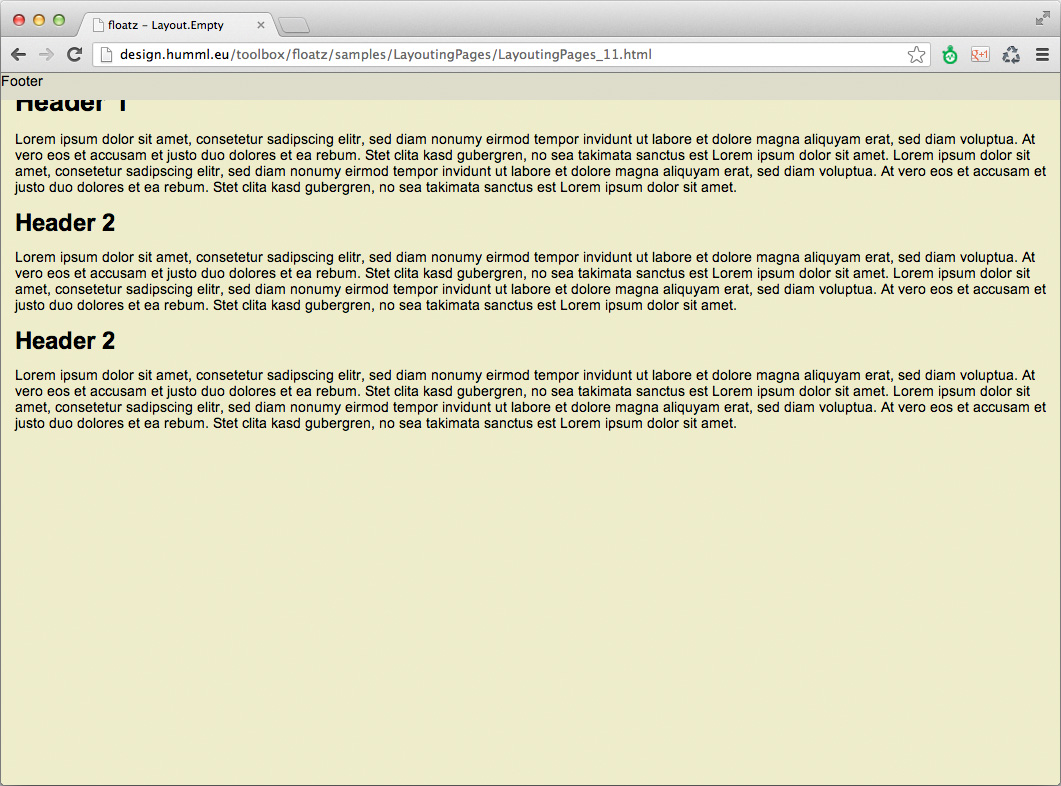 floatz – Layout.Empty
design.humml.eu/toolbox/floatz/samples/LayoutingPages/LayoutingPages_11.html
g+1
Footer
Header 1
Lorem ipsum dolor sit amet, consetetur sadipscing elitr, sed diam nonumy eirmod tempor invidunt ut labore et dolore magna aliquyam erat, sed diam voluptua. At
vero eos et accusam et justo duo dolores et ea rebum. Stet clita kasd gubergren, no sea takimata sanctus est Lorem ipsum dolor sit amet. Lorem ipsum dolor sit
amet, consetetur sadipscing elitr, sed diam nonumy eirmod tempor invidunt ut labore et dolore magna aliquyam erat, sed diam voluptua. At vero eos et accusam et
justo duo dolores et ea rebum. Stet clita kasd gubergren, no sea takimata sanctus est Lorem ipsum dolor sit amet.
Header 2
Lorem ipsum dolor sit amet, consetetur sadipscing elitr, sed diam nonumy eirmod tempor invidunt ut labore et dolore magna aliquyam erat, sed diam voluptua. At
vero eos et accusam et justo duo dolores et ea rebum. Stet clita kasd gubergren, no sea takimata sanctus est Lorem ipsum dolor sit amet. Lorem ipsum dolor sit
amet, consetetur sadipscing elitr, sed diam nonumy eirmod tempor invidunt ut labore et dolore magna aliquyam erat, sed diam voluptua. At vero eos et accusam et
justo duo dolores et ea rebum. Stet clita kasd gubergren, no sea takimata sanctus est Lorem ipsum dolor sit amet.
Header 2
Lorem ipsum dolor sit amet, consetetur sadipscing elitr, sed diam nonumy eirmod tempor invidunt ut labore et dolore magna aliquyam erat, sed diam voluptua. At
vero eos et accusam et justo duo dolores et ea rebum. Stet clita kasd gubergren, no sea takimata sanctus est Lorem ipsum dolor sit amet. Lorem ipsum dolor sit
amet, consetetur sadipscing elitr, sed diam nonumy eirmod tempor invidunt ut labore et dolore magna aliquyam erat, sed diam voluptua. At vero eos et accusam et
justo duo dolores et ea rebum. Stet clita kasd gubergren, no sea takimata sanctus est Lorem ipsum dolor sit amet.